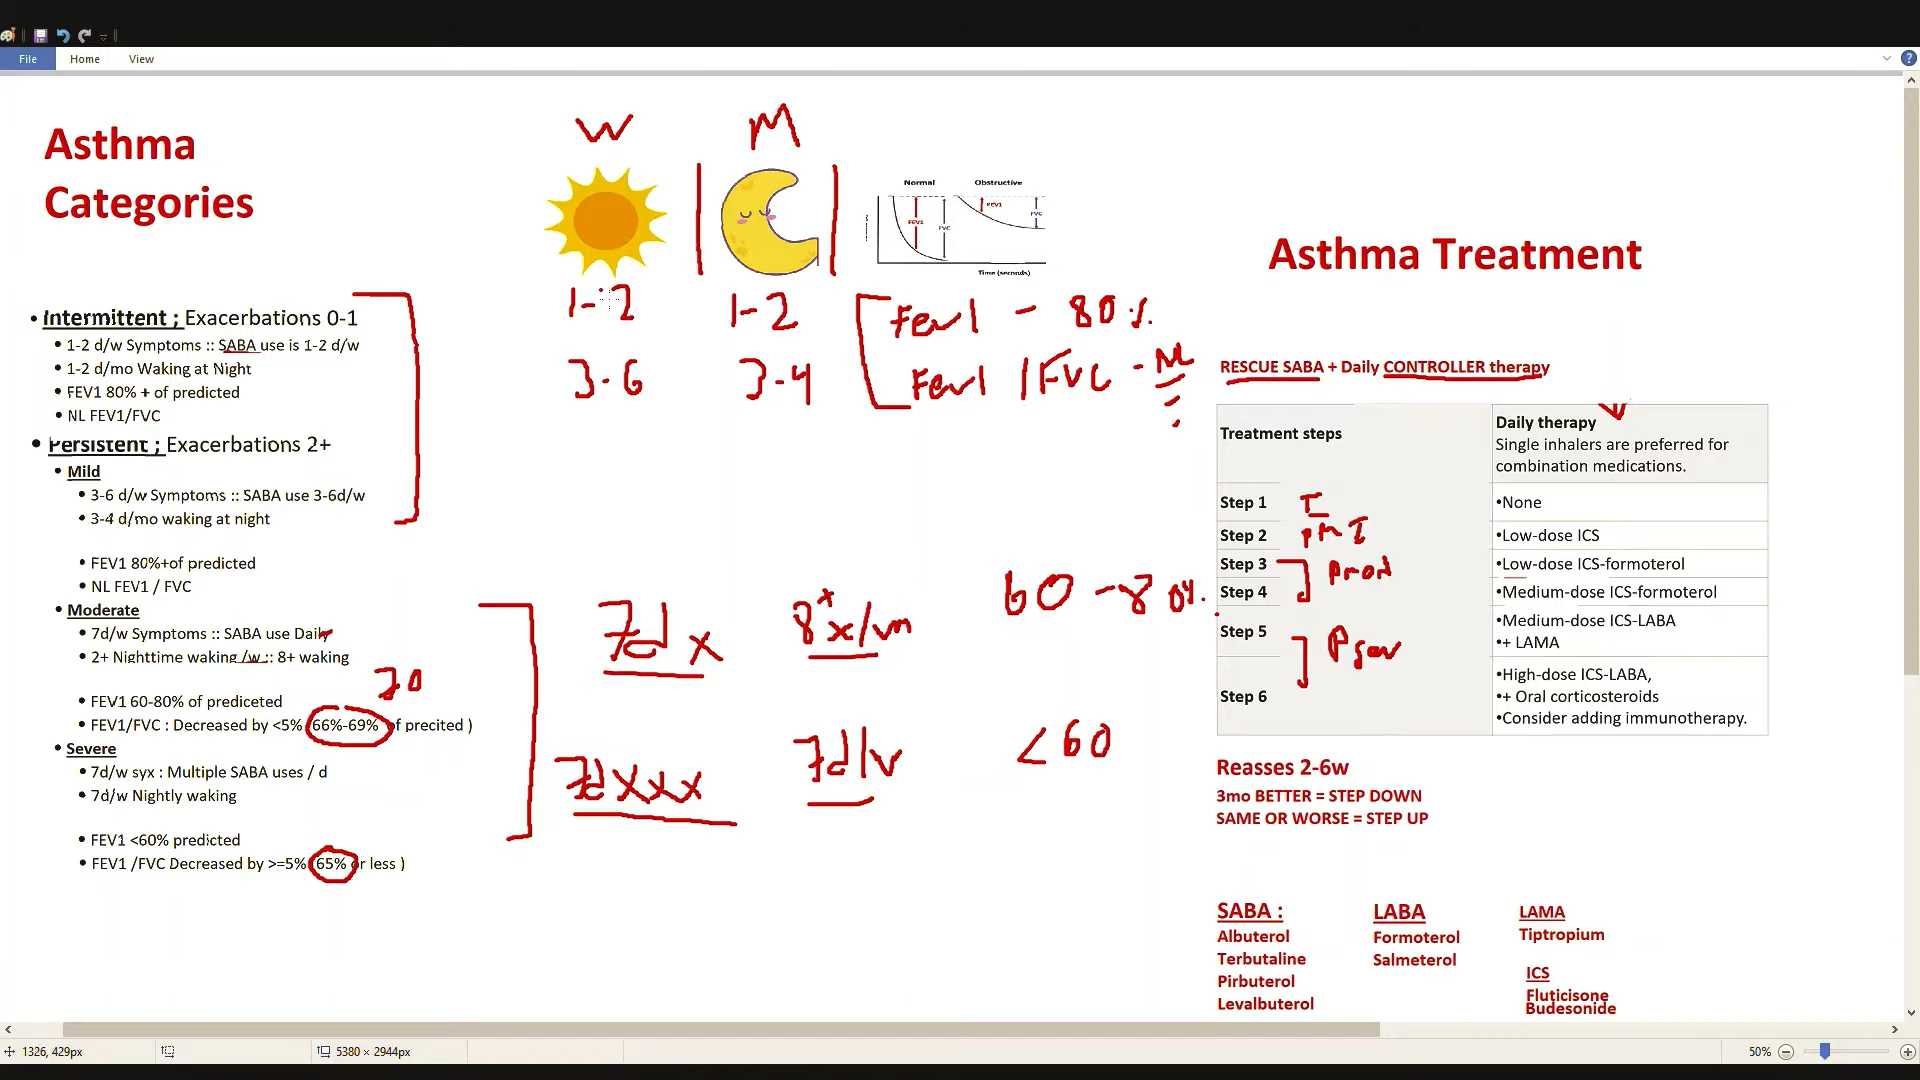 File Home View
Asthma
Categories
• Intermittent ; Exacerbations 0-1
• 1-2 d/w Symptoms :: SABA use is 1-2 d/w
• 1-2 d/mo Waking at Night
• FEV1 80% + of predicted
• NL FEV1/FVC
• Persistent ; Exacerbations 2+
• Mild
• 3-6 d/w Symptoms :: SABA use 3-6d/w
• 3-4 d/mo waking at night
• FEV1 80%+of predicted
• NL FEV1 / FVC
• Moderate
• 7d/w Symptoms :: SABA use Daily
• 2+ Nighttime waking /w :: 8+ waking
70
• FEV1 60-80% of prediceted
• FEV1/FVC : Decreased by <5% 66%-69% of precited )
• Severe
• 7d/w syx : Multiple SABA uses / d
• 7d/w Nightly waking
• FEV1 <60% predicted
• FEV1 /FVC Decreased by >=5% 65% or less )
W M
Normal Obstructive
FEV1 FVC FEV1 FVC
Time (seconds)
1-2 1-2 Fev1 - 80%.
3-6 3-4 Fev1 / FVC - NL
7d x 8+ x/m 60 - 80%.
7d xxx 7d/w <60
Asthma Treatment
RESCUE SABA + Daily CONTROLLER therapy
Treatment steps
Daily therapy
Single inhalers are preferred for
combination medications.
Step 1 I •None
Step 2 •Low-dose ICS
Step 3 P mod •Low-dose ICS-formoterol
Step 4 •Medium-dose ICS-formoterol
Step 5 P sev •Medium-dose ICS-LABA
•+ LAMA
Step 6 •High-dose ICS-LABA,
•+ Oral corticosteroids
•Consider adding immunotherapy.
Reasses 2-6w
3mo BETTER = STEP DOWN
SAME OR WORSE = STEP UP
SABA :
Albuterol
Terbutaline
Pirbuterol
Levalbuterol
LABA
Formoterol
Salmeterol
LAMA
Tiptropium
ICS
Fluticisone
Budesonide
1326, 429px 5380 × 2944px 50%